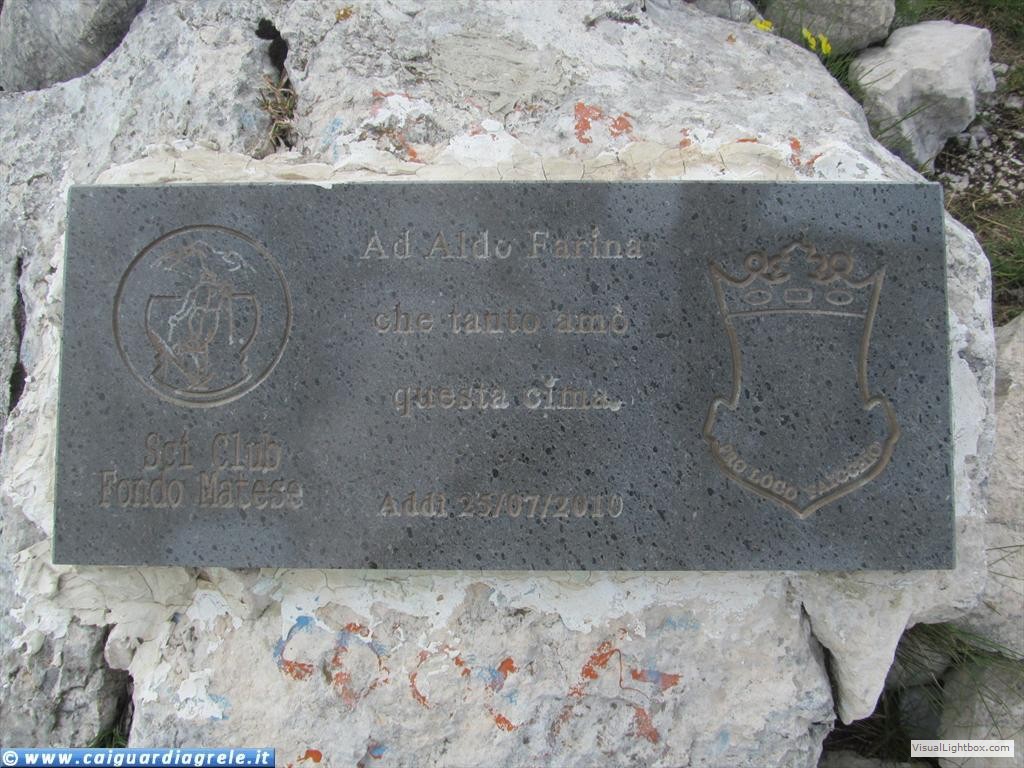 Ad Aldo Farina
che tanto amò
questa cima.
Addì 25/07/2010
Sci Club
Fondo Matese
PRO LOCO FAICCHIO
www.caiguardiagrele.it
VisualLightbox.com